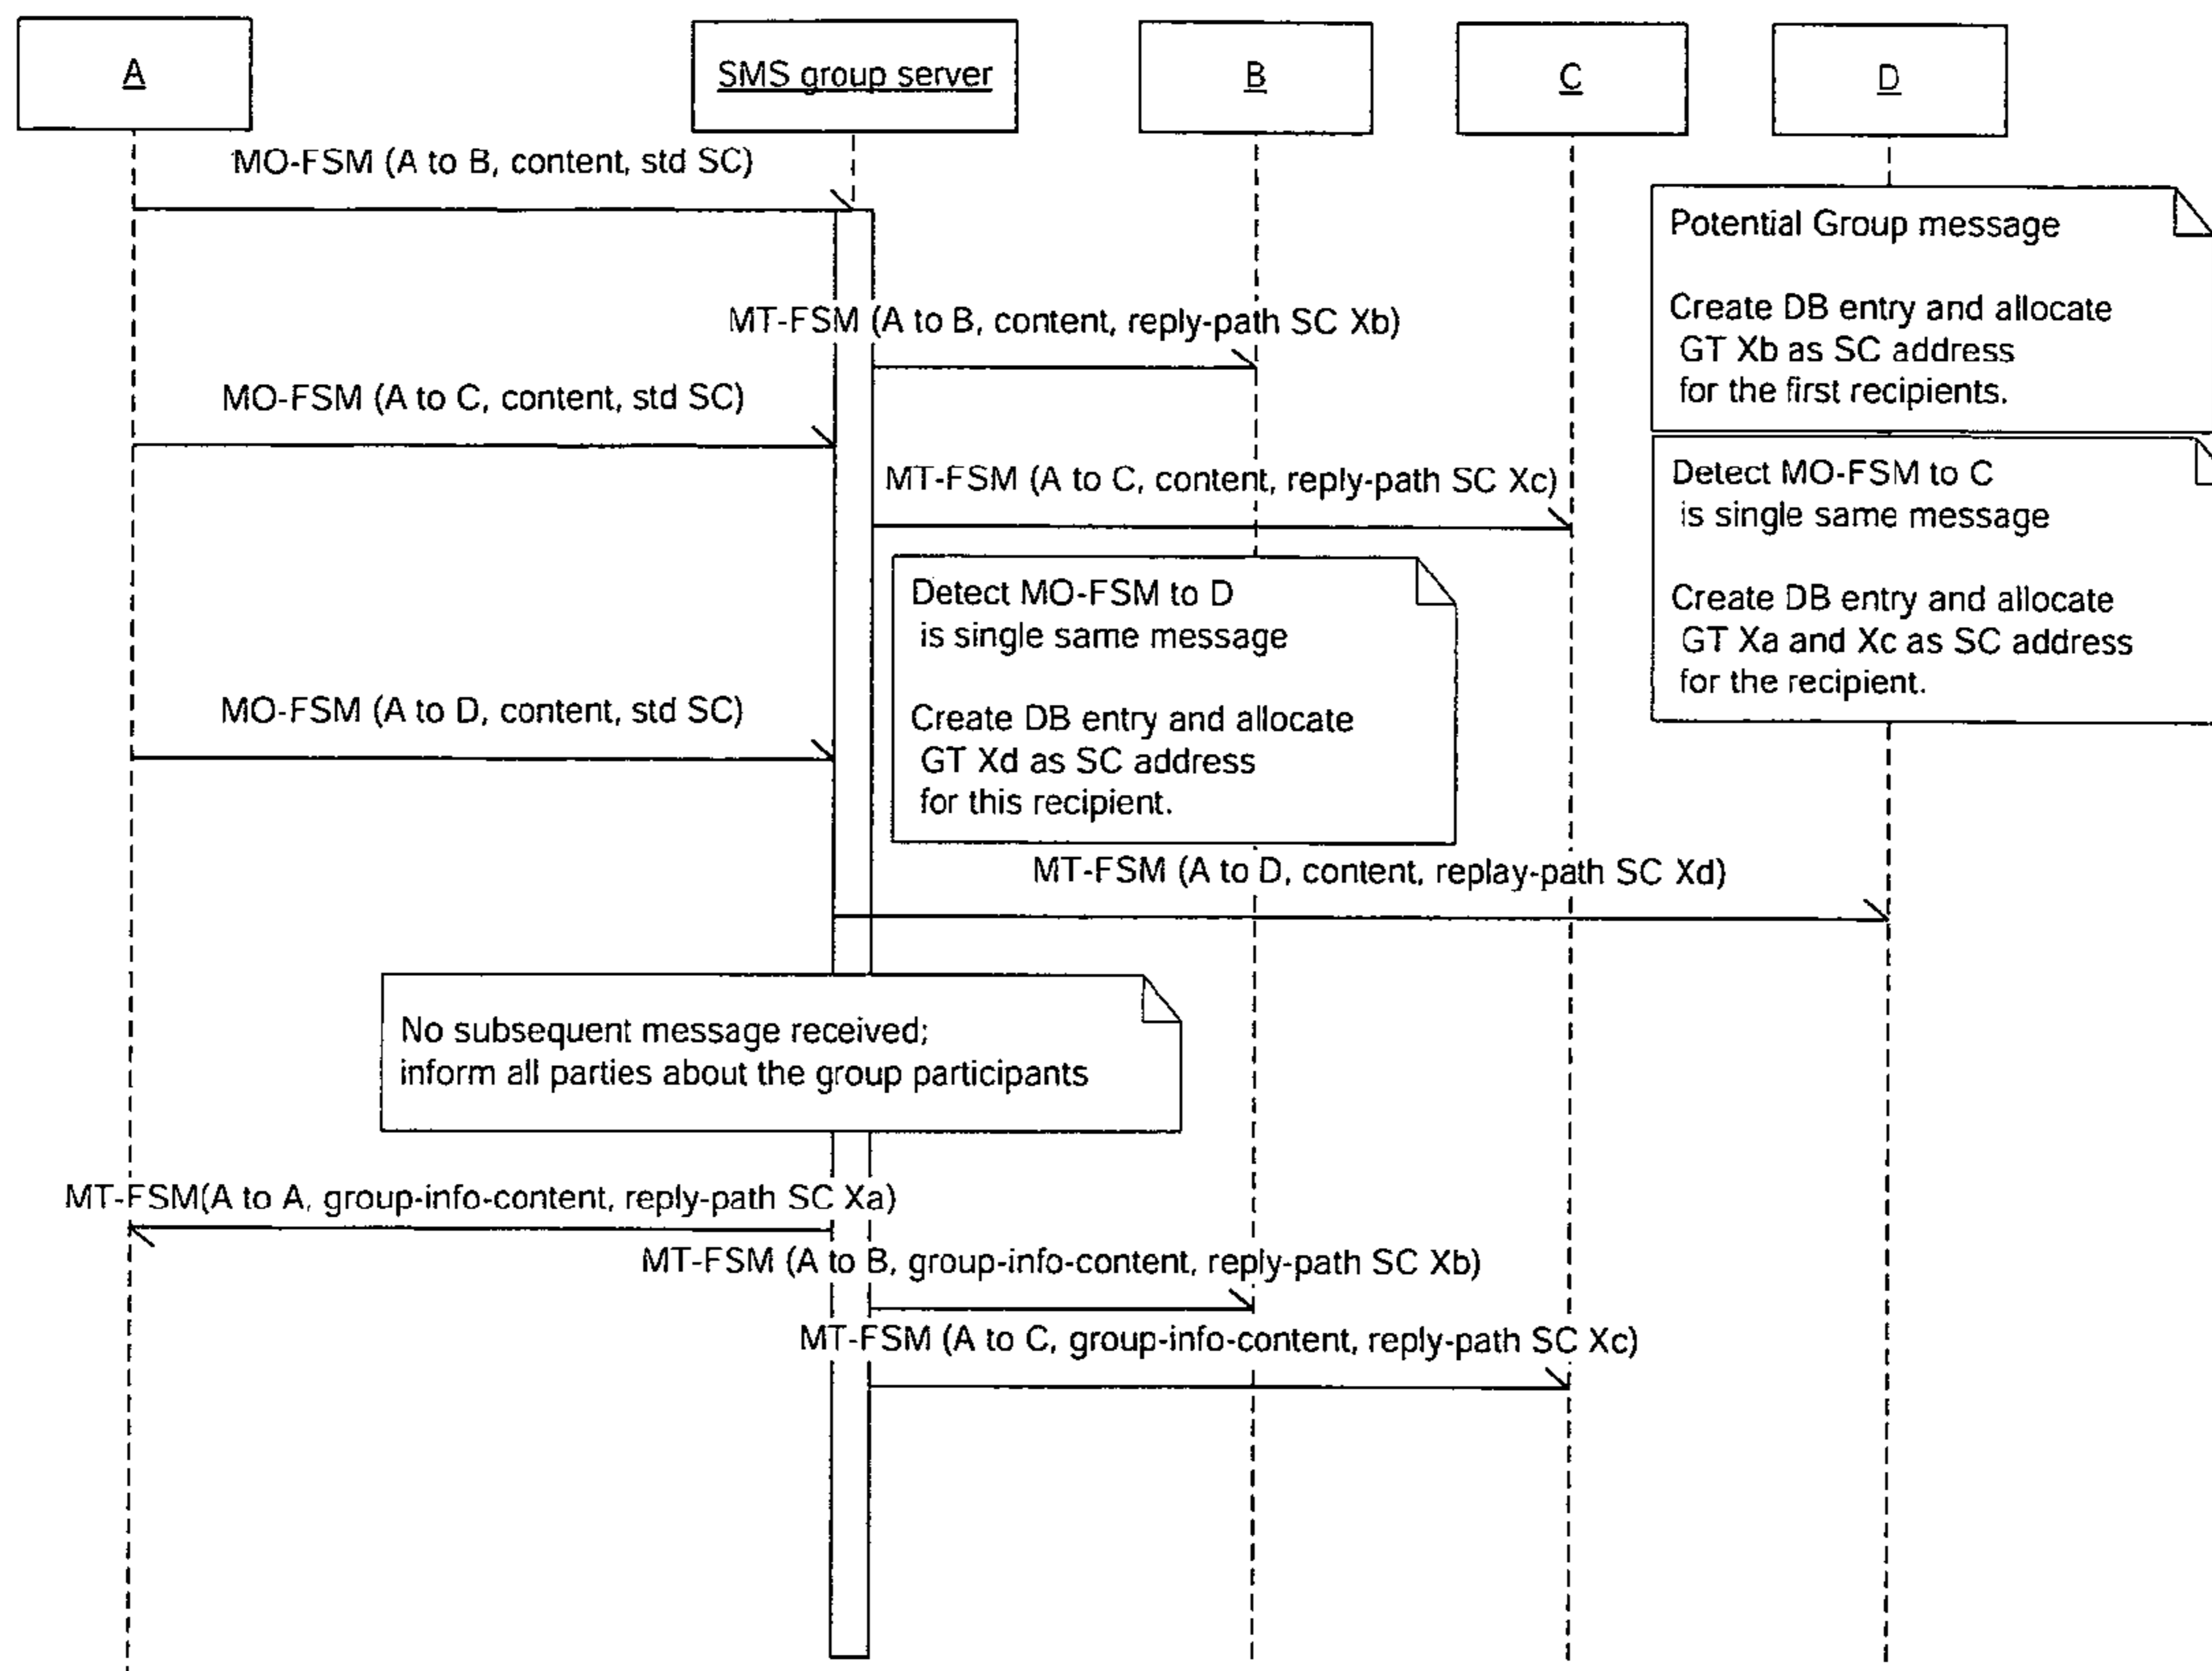 A
SMS group server
B
C
D
MO-FSM (A to B, content, std SC)
Potential Group message
Create DB entry and allocate
GT Xb as SC address
for the first recipients.
MT-FSM (A to B, content, reply-path SC Xb)
MO-FSM (A to C, content, std SC)
MT-FSM (A to C, content, reply-path SC Xc)
Detect MO-FSM to C
is single same message
Create DB entry and allocate
GT Xa and Xc as SC address
for the recipient.
Detect MO-FSM to D
is single same message
Create DB entry and allocate
GT Xd as SC address
for this recipient.
MO-FSM (A to D, content, std SC)
MT-FSM (A to D, content, replay-path SC Xd)
No subsequent message received;
inform all parties about the group participants
MT-FSM(A to A, group-info-content, reply-path SC Xa)
MT-FSM (A to B, group-info-content, reply-path SC Xb)
MT-FSM (A to C, group-info-content, reply-path SC Xc)